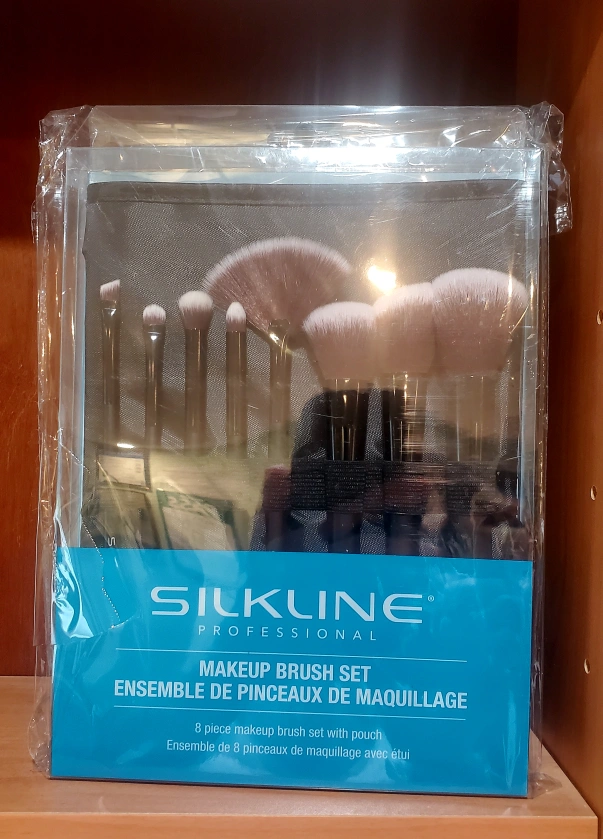 SILKLINE®
PROFESSIONAL
MAKEUP BRUSH SET
ENSEMBLE DE PINCEAUX DE MAQUILLAGE
8 piece makeup brush set with pouch
Ensemble de 8 pinceaux de maquillage avec étui